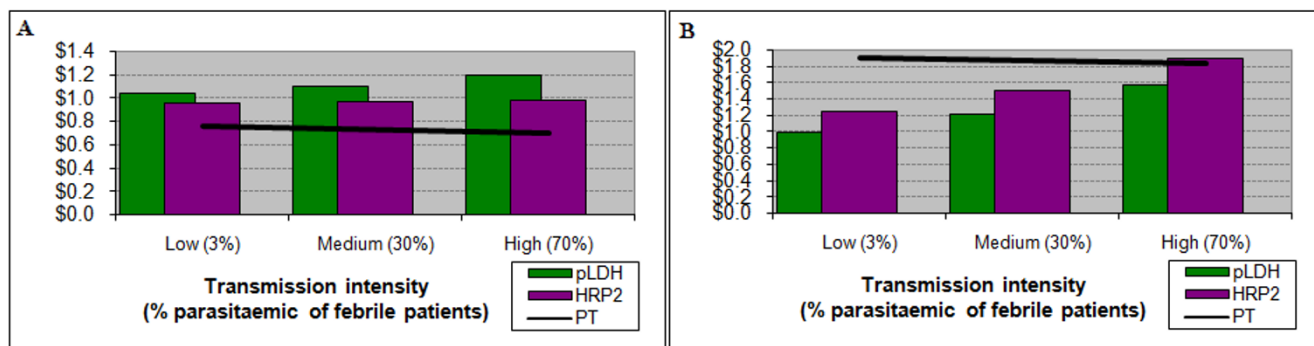 A
$1.4
$1.2
$1.0
$0.8
$0.6
$0.4
$0.2
$0.0
Low (3%)
Medium (30%)
High (70%)
Transmission intensity
(% parasitaemic of febrile patients)
pLDH
HRP2
PT
B
$2.0
$1.8
$1.6
$1.4
$1.2
$1.0
$0.8
$0.6
$0.4
$0.2
$0.0
Low (3%)
Medium (30%)
High (70%)
Transmission intensity
(% parasitaemic of febrile patients)
pLDH
HRP2
PT